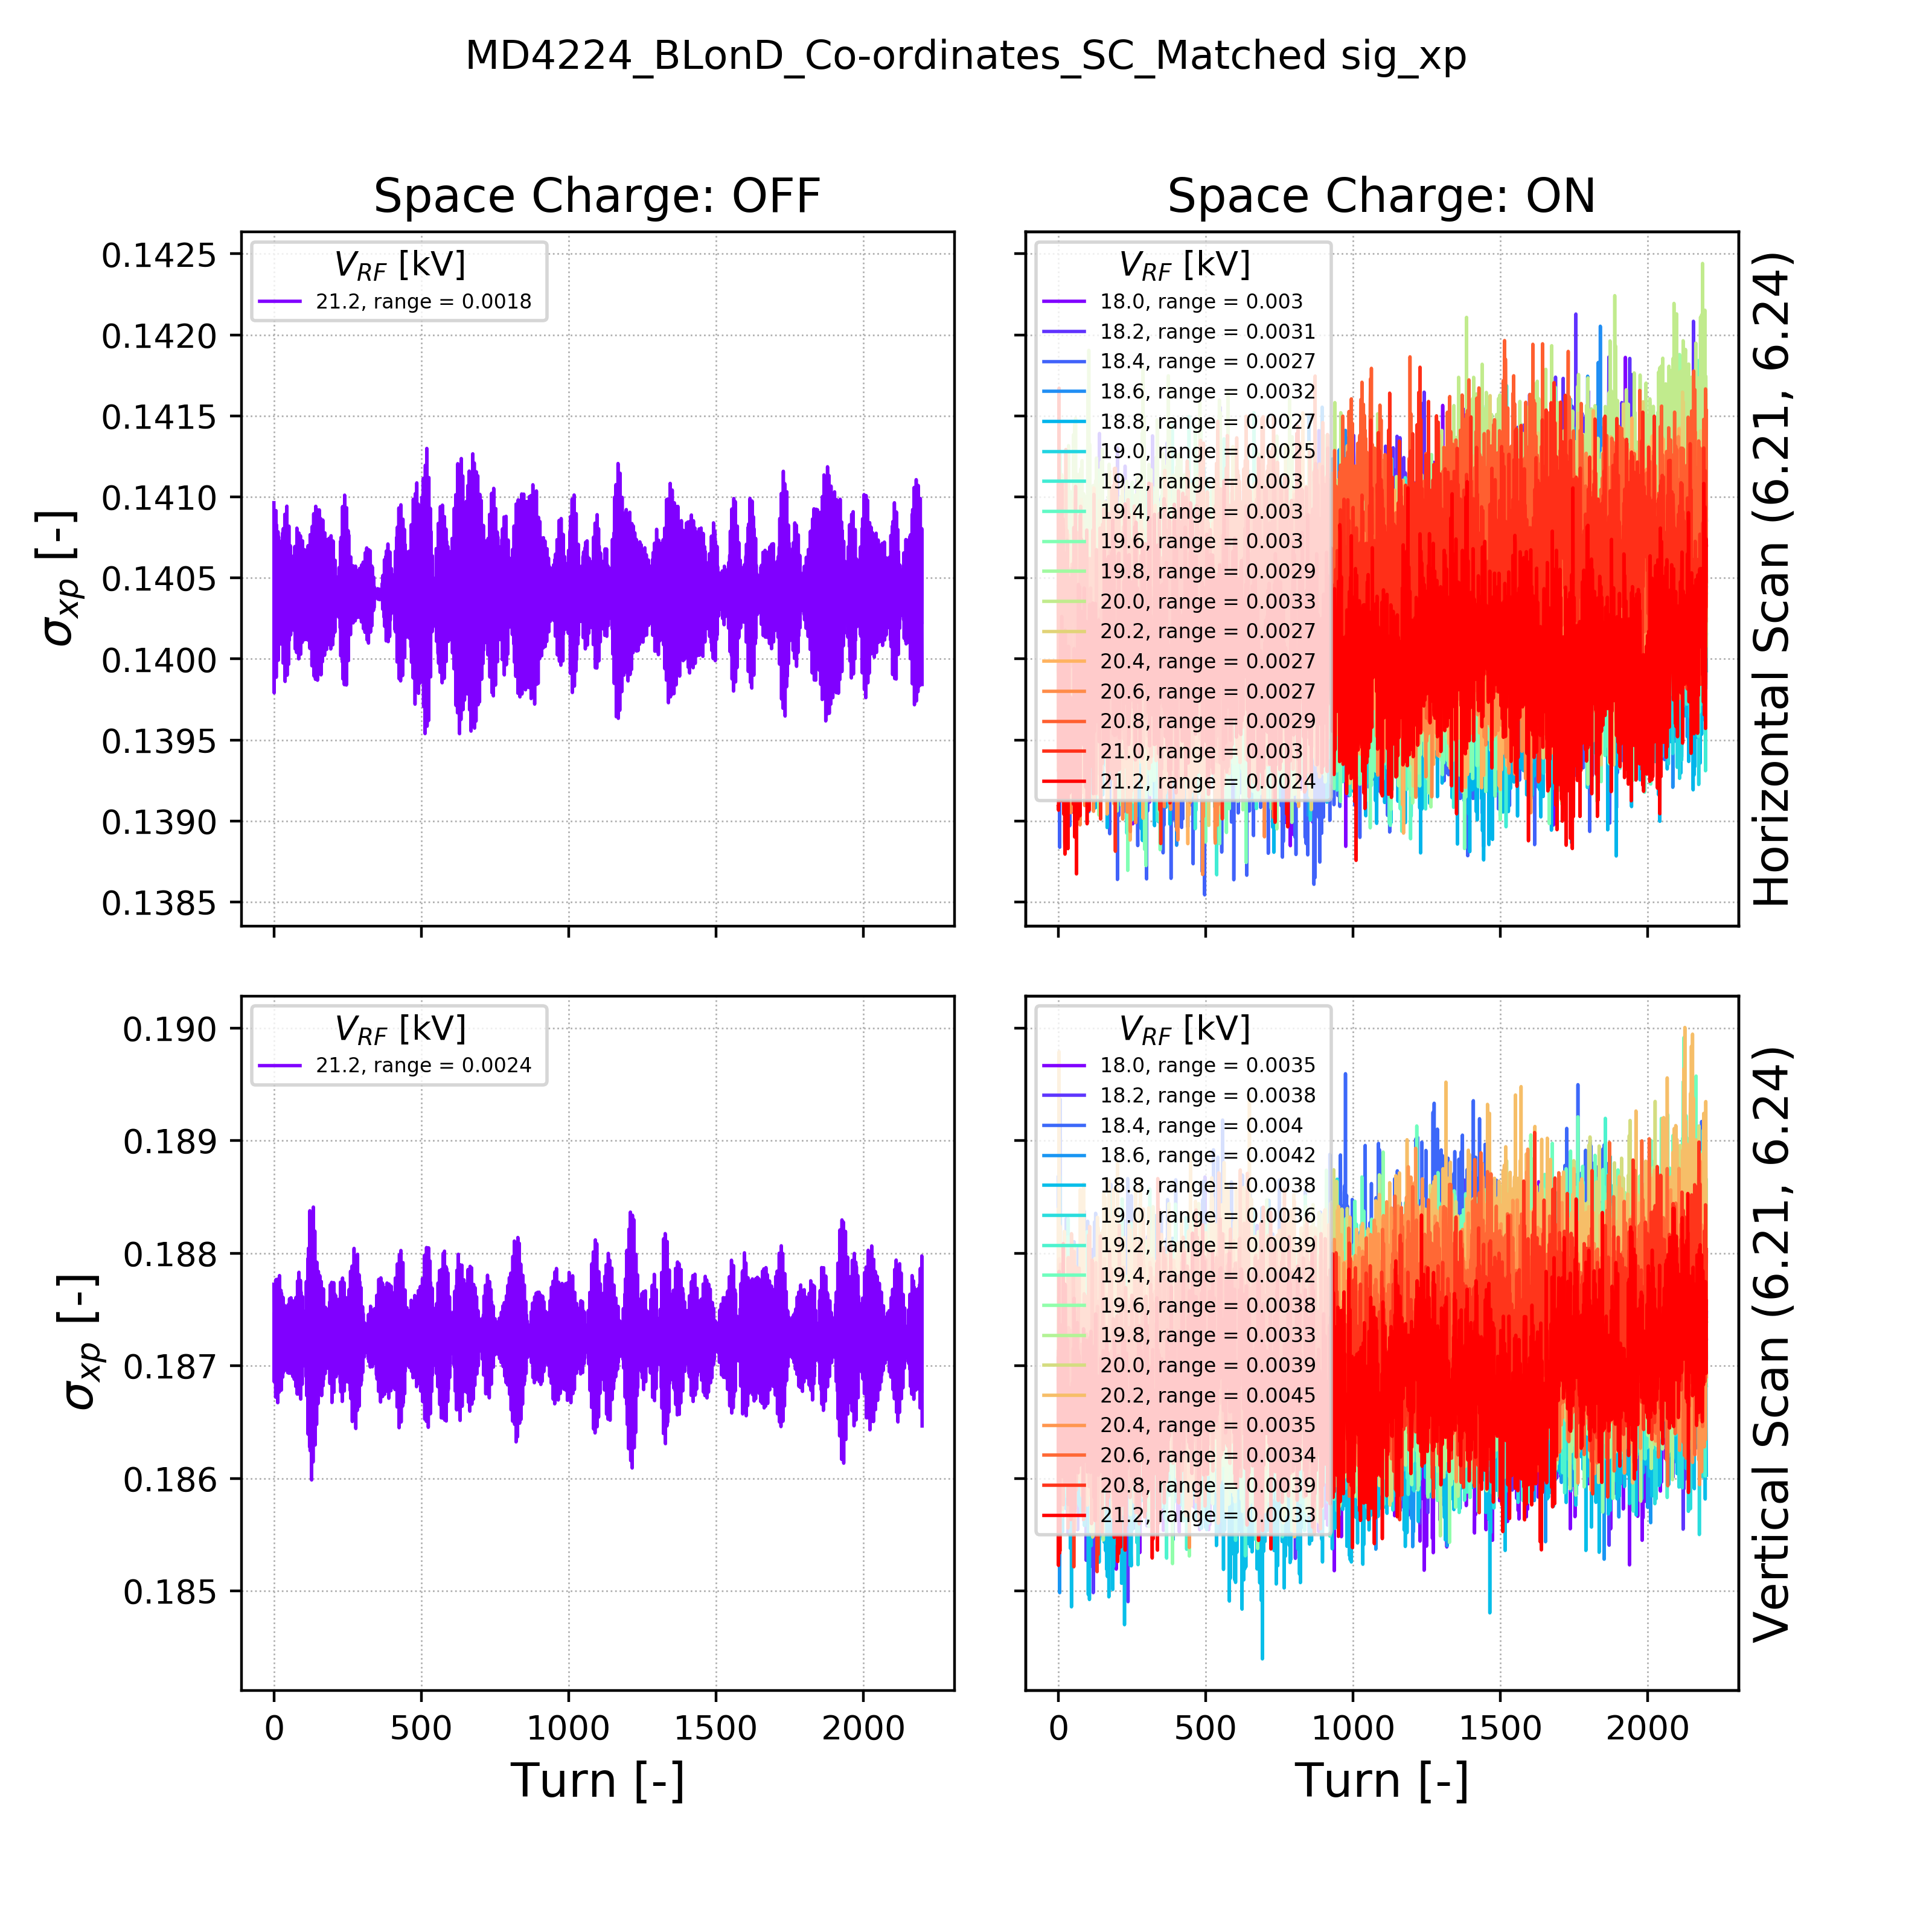 MD4224_BLonD_Co-ordinates_SC_Matched sig_xp
Space Charge: OFF
Space Charge: ON
0.1425
0.1420
0.1415
0.1410
0.1405
0.1400
0.1395
0.1390
0.1385
σxp [-]
VRF [kV]
21.2, range = 0.0018
VRF [kV]
18.0, range = 0.003
18.2, range = 0.0031
18.4, range = 0.0027
18.6, range = 0.0032
18.8, range = 0.0027
19.0, range = 0.0025
19.2, range = 0.003
19.4, range = 0.003
19.6, range = 0.003
19.8, range = 0.0029
20.0, range = 0.0033
20.2, range = 0.0027
20.4, range = 0.0027
20.6, range = 0.0027
20.8, range = 0.0029
21.0, range = 0.003
21.2, range = 0.0024
Horizontal Scan (6.21, 6.24)
0.190
0.189
0.188
0.187
0.186
0.185
σxp [-]
VRF [kV]
21.2, range = 0.0024
VRF [kV]
18.0, range = 0.0035
18.2, range = 0.0038
18.4, range = 0.004
18.6, range = 0.0042
18.8, range = 0.0038
19.0, range = 0.0036
19.2, range = 0.0039
19.4, range = 0.0042
19.6, range = 0.0038
19.8, range = 0.0033
20.0, range = 0.0039
20.2, range = 0.0045
20.4, range = 0.0035
20.6, range = 0.0034
20.8, range = 0.0039
21.2, range = 0.0033
Vertical Scan (6.21, 6.24)
0 500 1000 1500 2000
0 500 1000 1500 2000
Turn [-]
Turn [-]